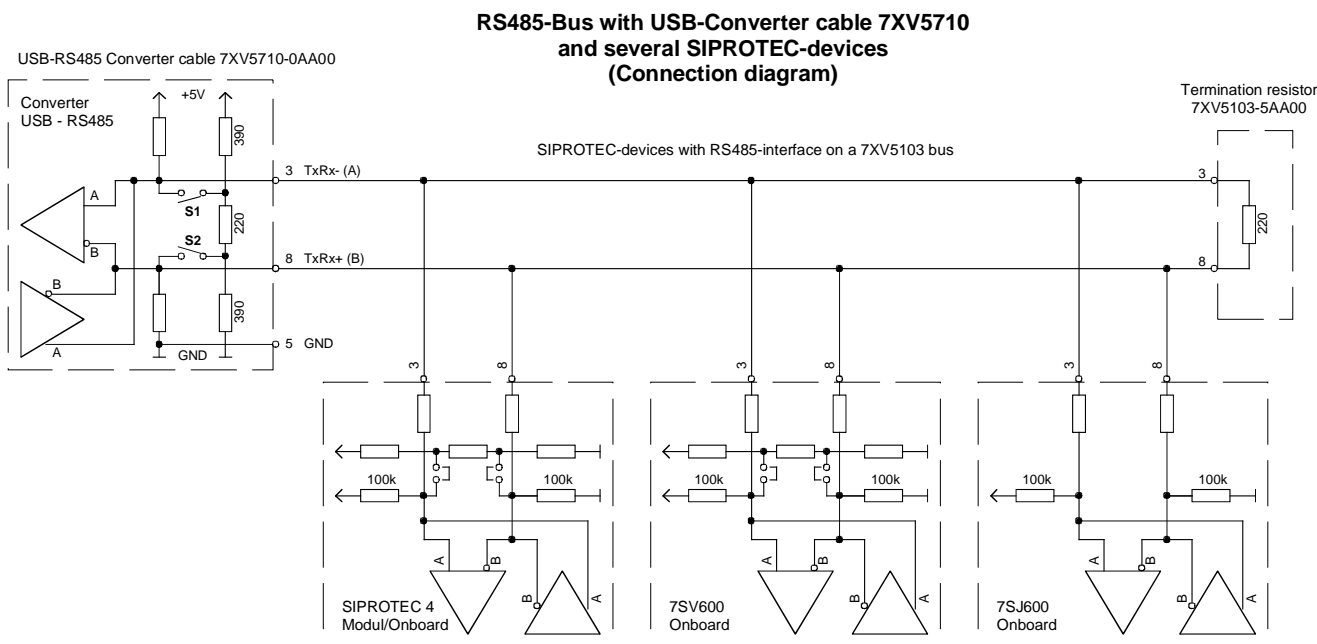 RS485-Bus with USB-Converter cable 7XV5710
and several SIPROTEC-devices
(Connection diagram)
USB-RS485 Converter cable 7XV5710-0AA00
Converter
USB - RS485
+5V
390
A
S1
220
S2
B
B
A
390
GND
3 TxRx- (A)
8 TxRx+ (B)
5 GND
SIPROTEC-devices with RS485-interface on a 7XV5103 bus
Termination resistor
7XV5103-5AA00
3
220
8
3
8
100k
100k
A
B
B
A
SIPROTEC 4
Modul/Onboard
3
8
100k
100k
A
B
B
A
7SV600
Onboard
3
8
100k
100k
A
B
B
A
7SJ600
Onboard